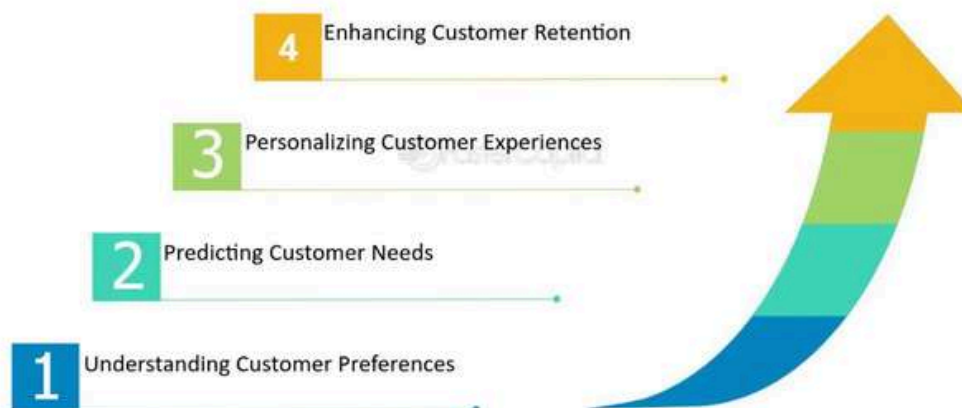 4 Enhancing Customer Retention
3 Personalizing Customer Experiences
2 Predicting Customer Needs
1 Understanding Customer Preferences